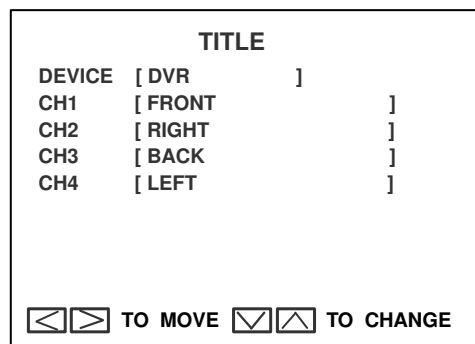 TITLE
DEVICE [ DVR ]
CH1 [ FRONT ]
CH2 [ RIGHT ]
CH3 [ BACK ]
CH4 [ LEFT ]
TO MOVE TO CHANGE